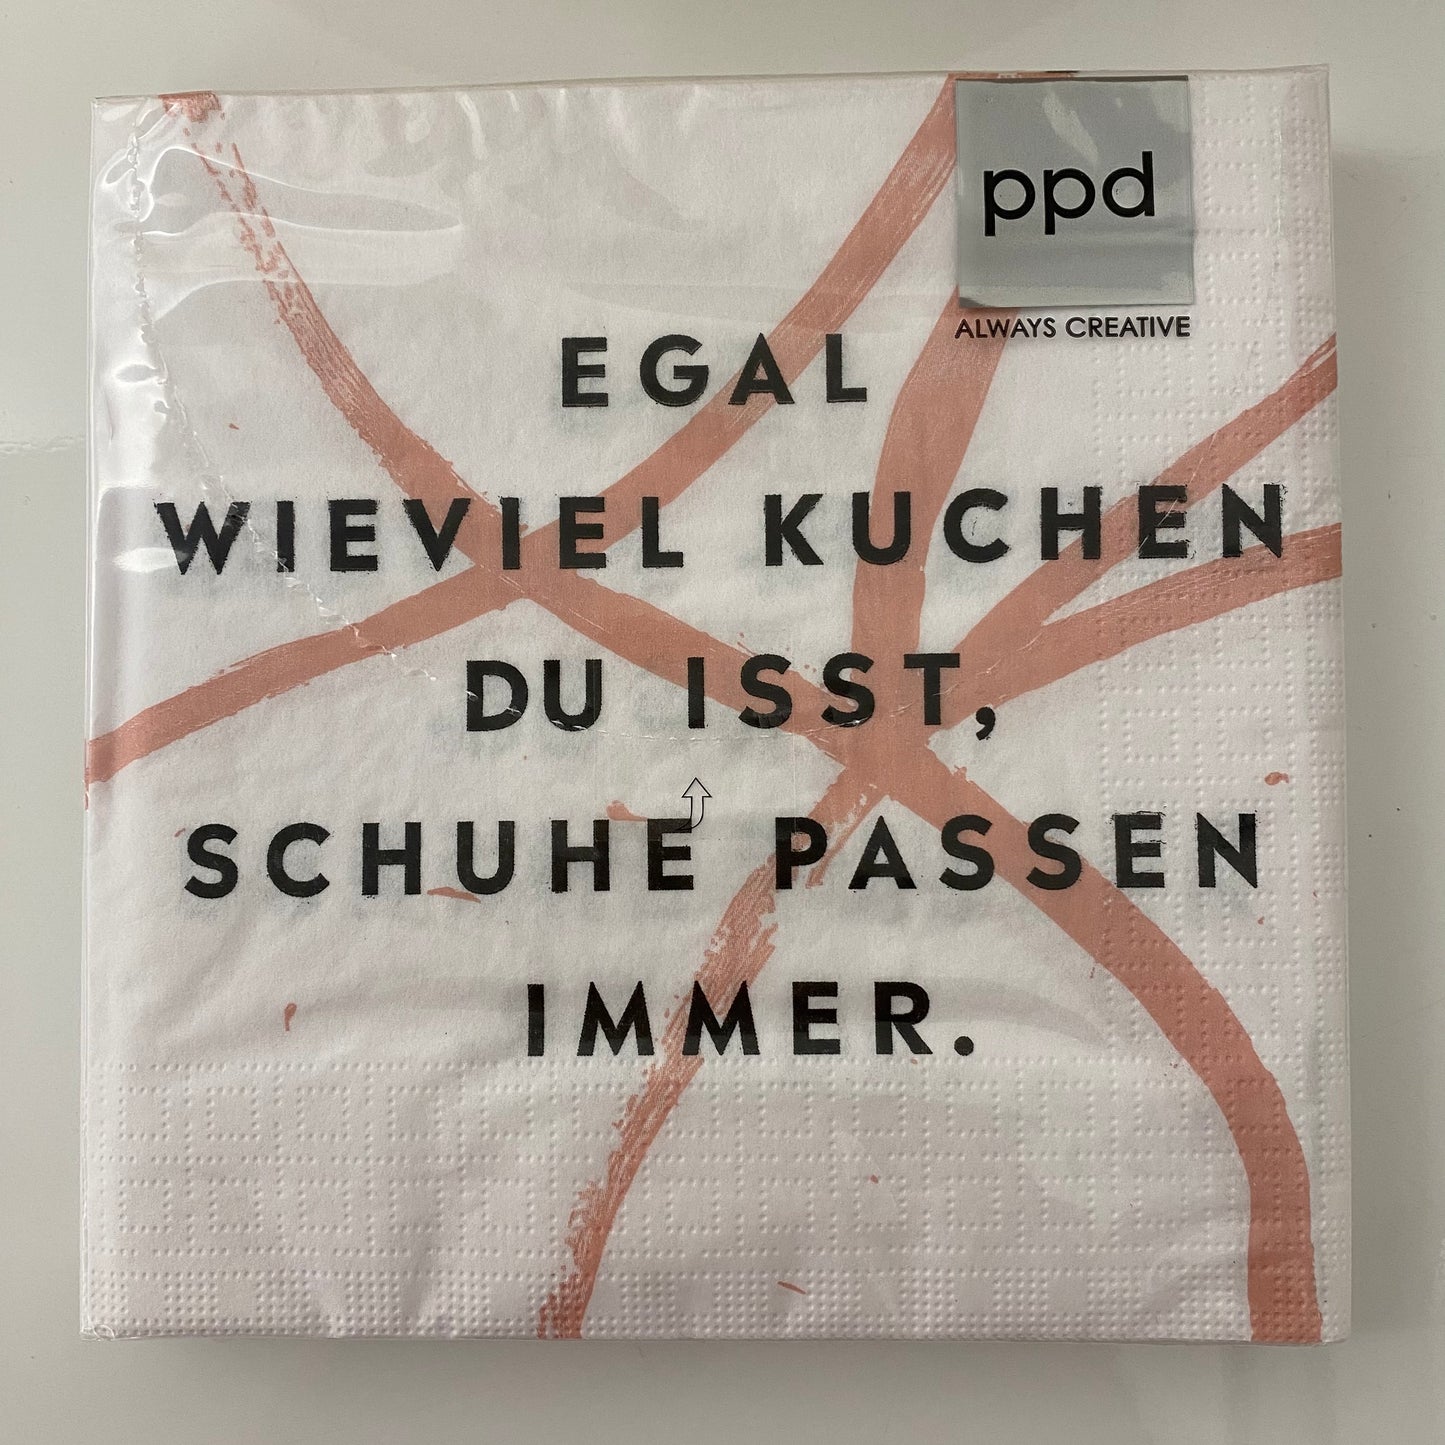 ppd
ALWAYS CREATIVE
EGAL
WIEVIEL KUCHEN
DU ISST,
SCHUHE PASSEN
IMMER.